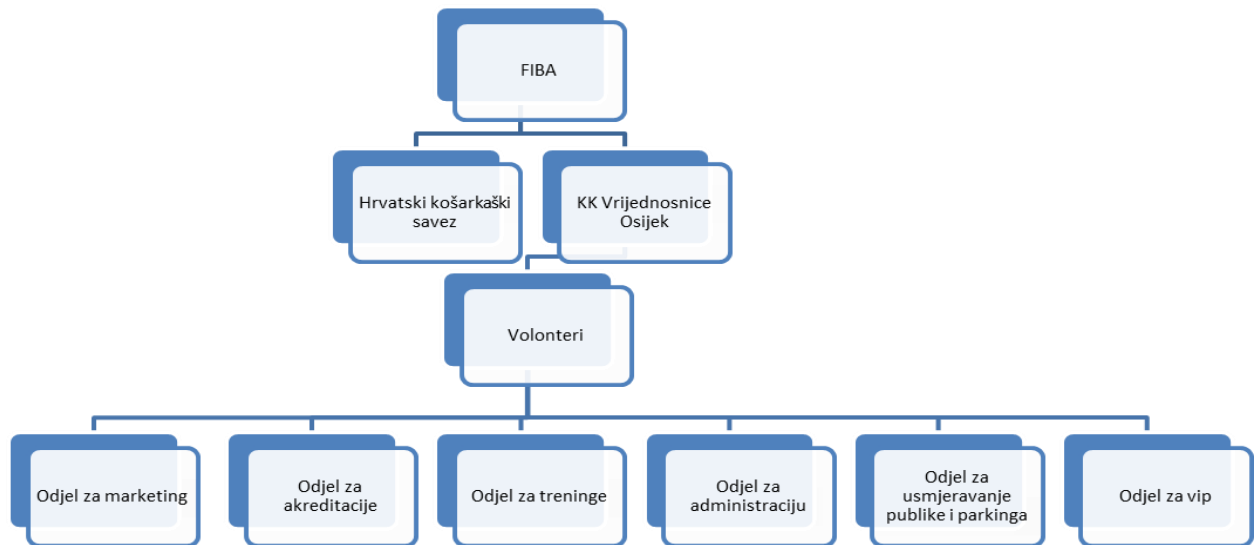 FIBA
Hrvatski košarkaški
savez
KK Vrijednosnice
Osijek
Volonteri
Odjel za marketing
Odjel za
akreditacije
Odjel za treninge
Odjel za
administraciju
Odjel za
usmjeravanje
publike i parkinga
Odjel za vip